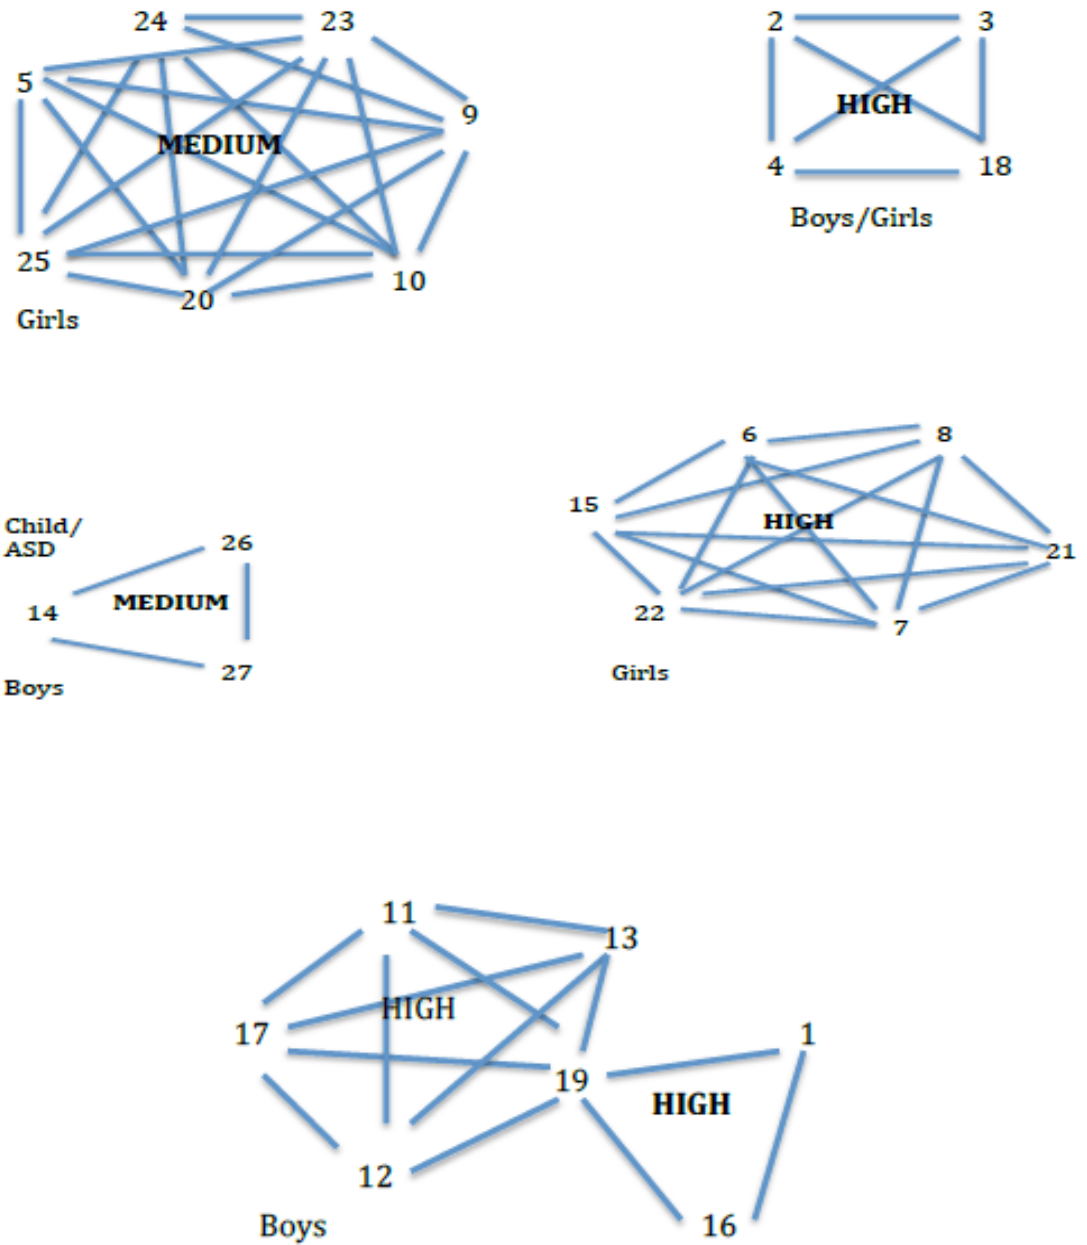 24 23
5
9
MEDIUM
25
20
10
Girls
2 3
HIGH
4 18
Boys/Girls
Child/
ASD
26
MEDIUM
14
27
Boys
6 8
15
HIGH
21
22
7
Girls
11
13
HIGH
17
1
19
HIGH
12
16
Boys